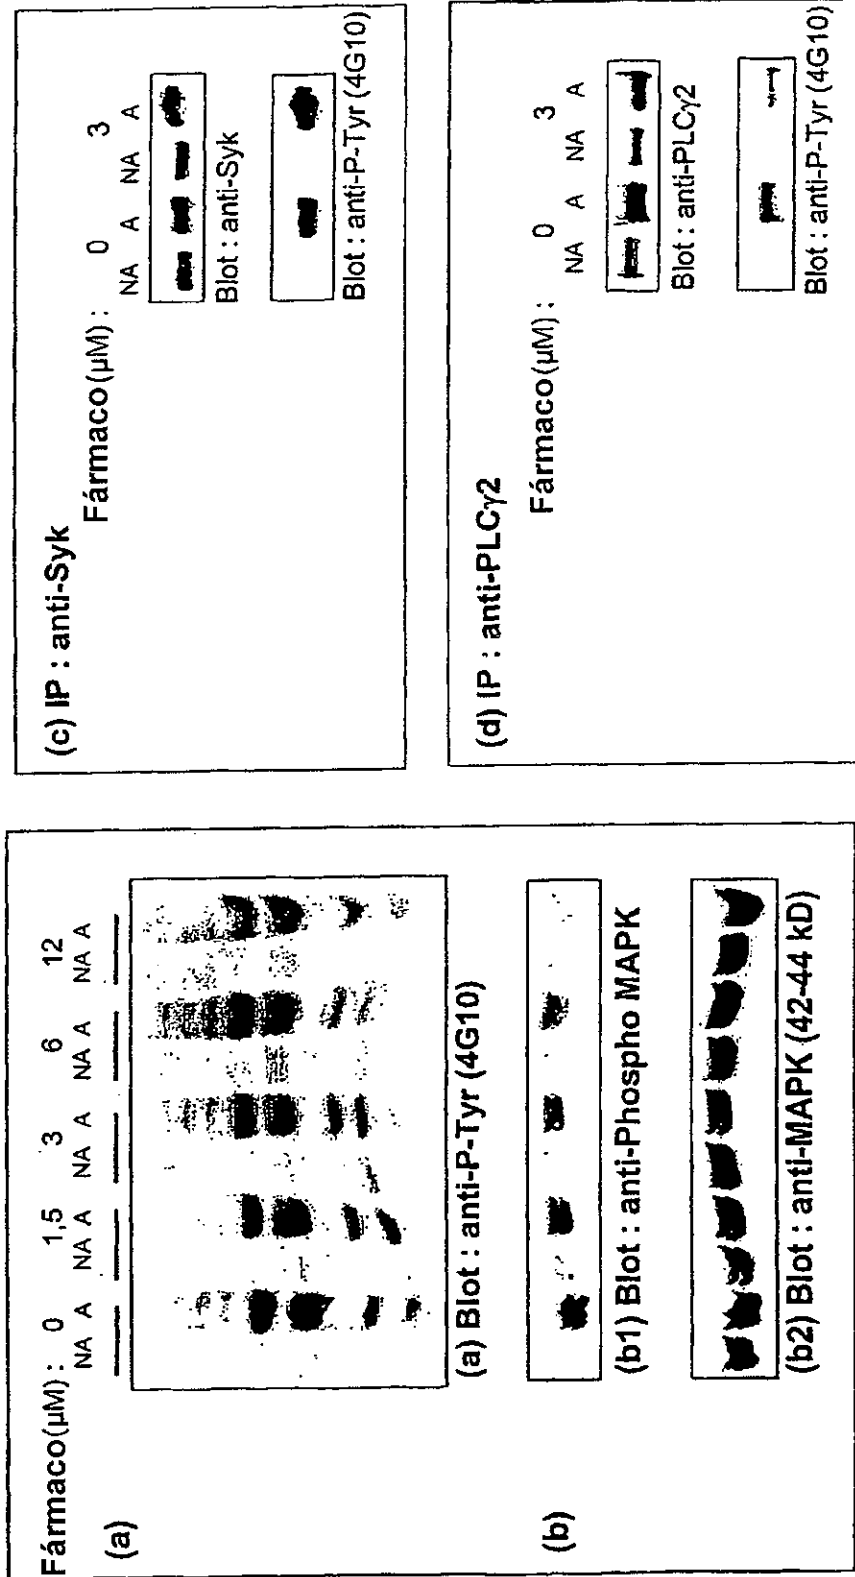 Fármaco(µM) : 0 1,5 3 6 12
NA A NA A NA A NA A NA A
(a)
(a) Blot : anti-P-Tyr (4G10)
(b)
(b1) Blot : anti-Phospho MAPK
(b2) Blot : anti-MAPK (42-44 kD)
(c) IP : anti-Syk
Fármaco(µM) : 0 3
NA A NA A
Blot : anti-Syk
Blot : anti-P-Tyr (4G10)
(d) IP : anti-PLCγ2
Fármaco(µM) : 0 3
NA A NA A
Blot : anti-PLCγ2
Blot : anti-P-Tyr (4G10)